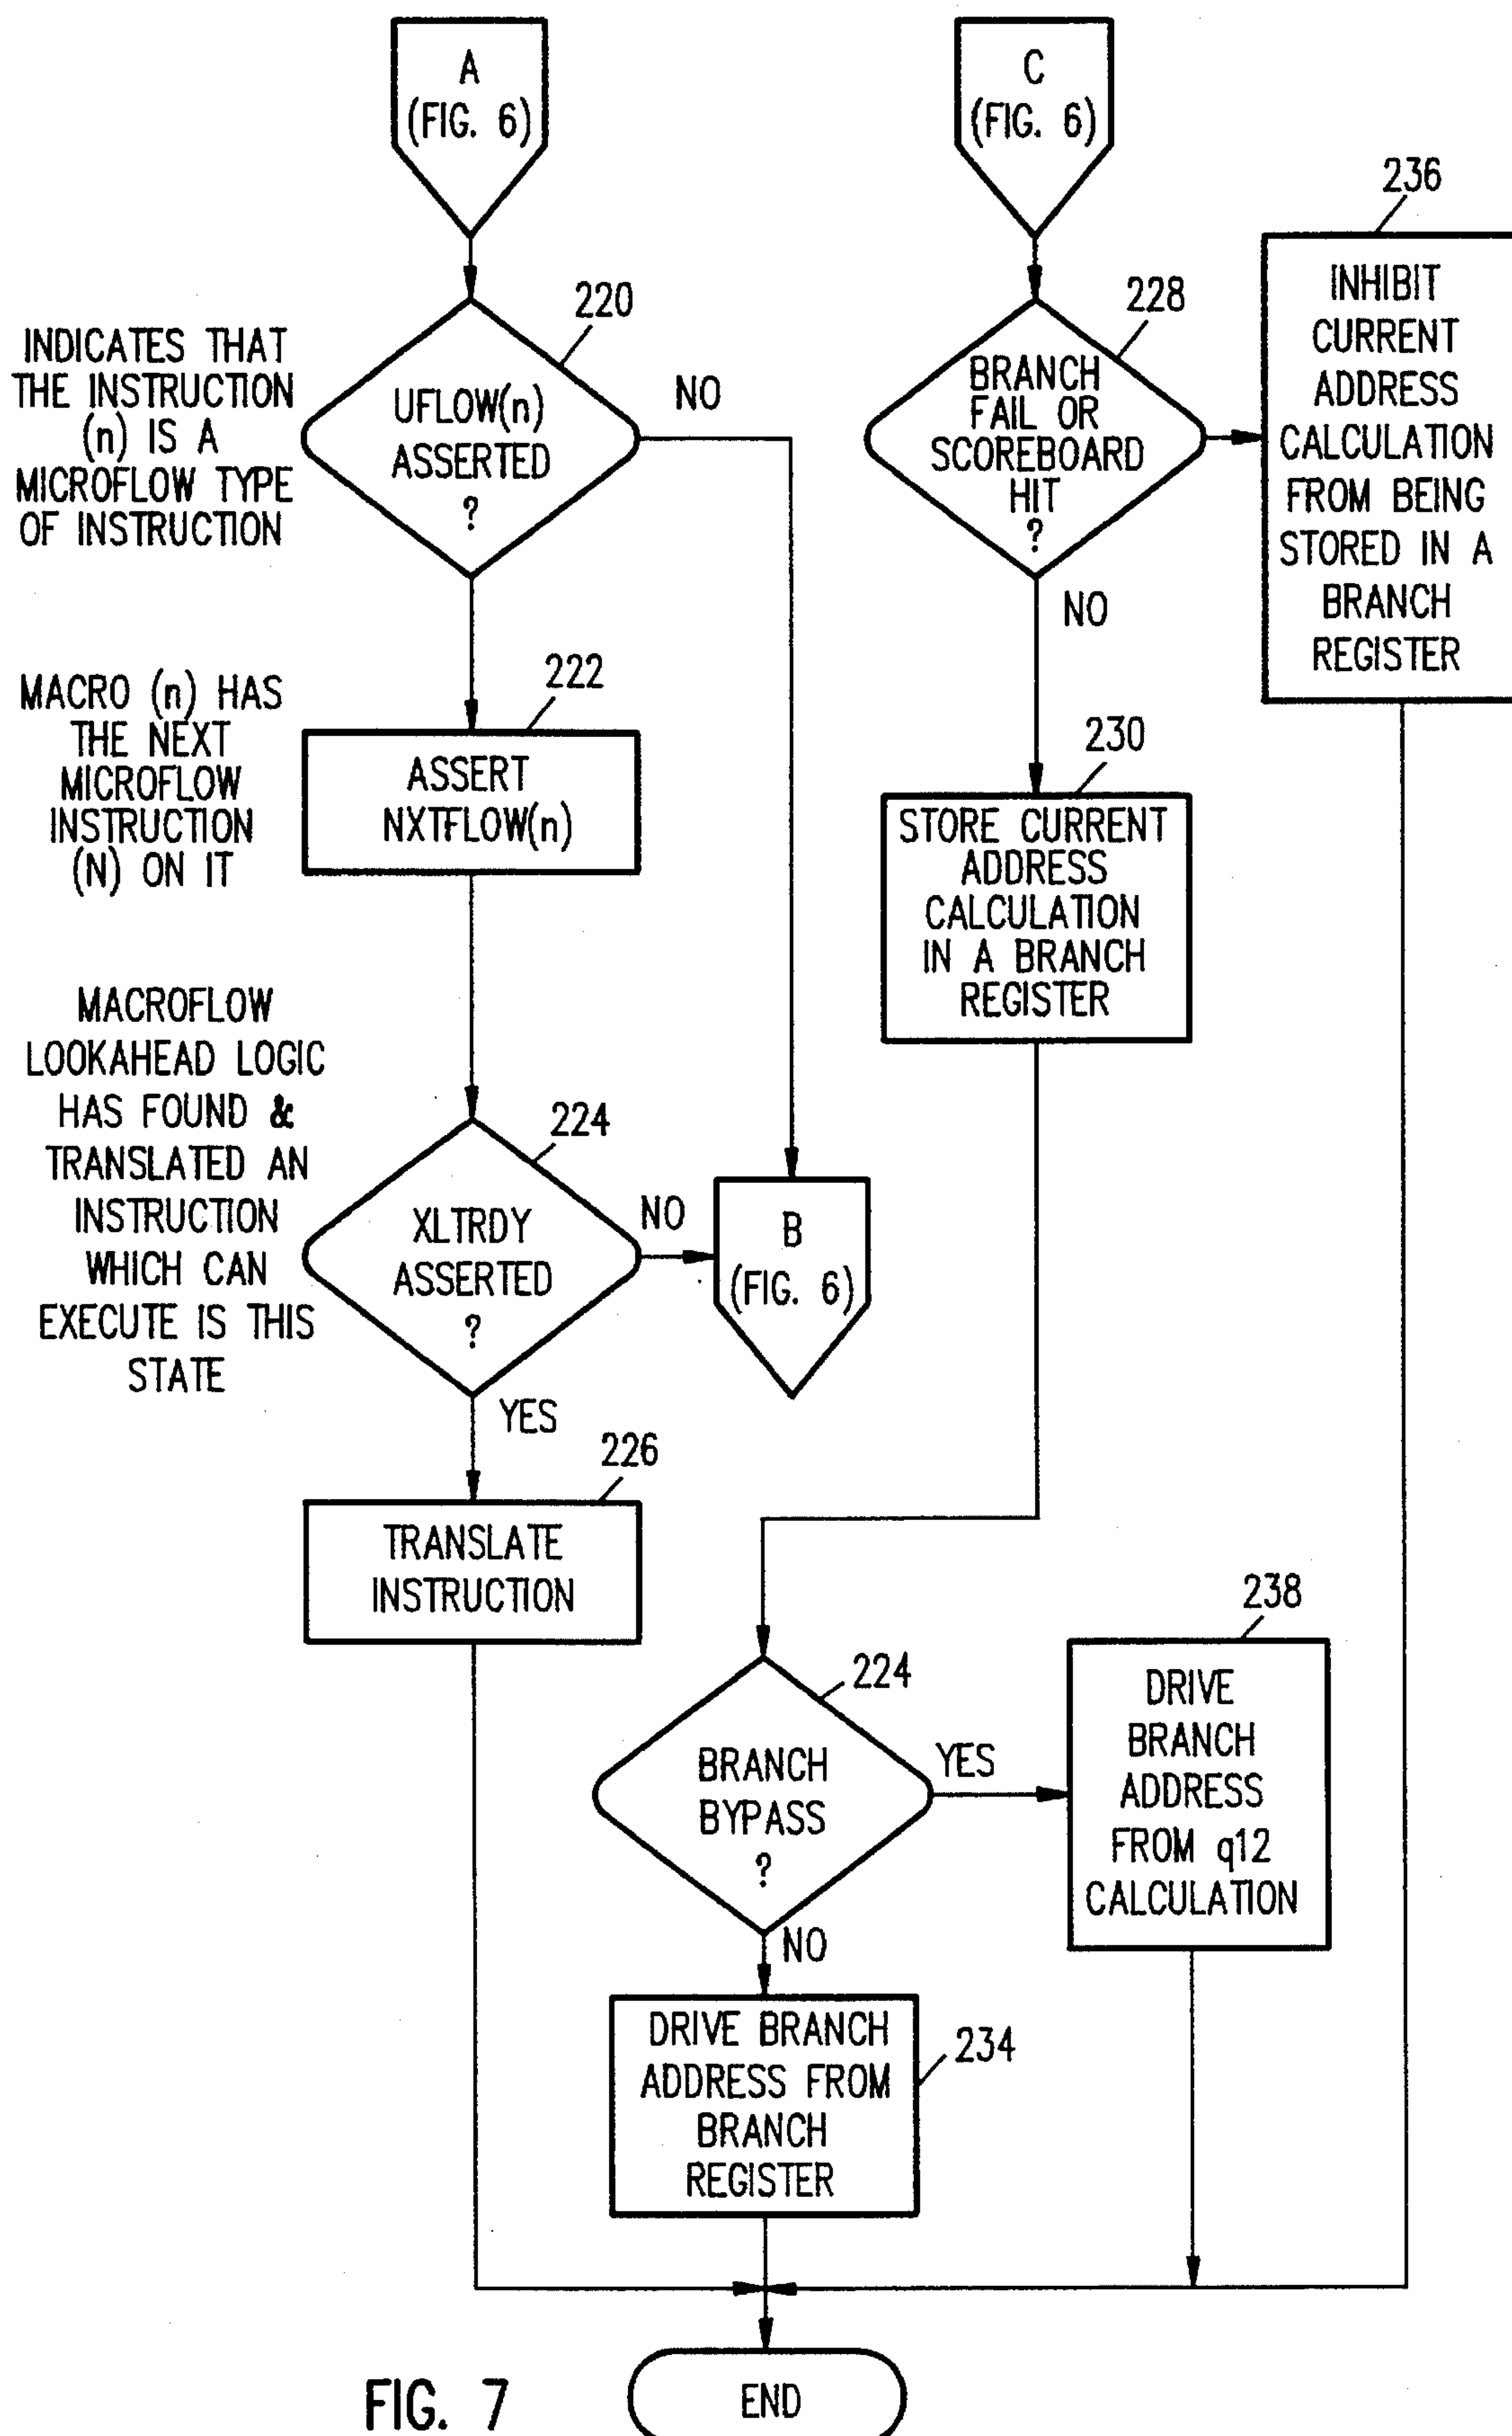 A
(FIG. 6)
C
(FIG. 6)
236
INHIBIT
CURRENT
ADDRESS
CALCULATION
FROM BEING
STORED IN A
BRANCH
REGISTER
220
228
INDICATES THAT
THE INSTRUCTION
(n) IS A
MICROFLOW TYPE
OF INSTRUCTION
UFLOW(n)
ASSERTED
?
NO
BRANCH
FAIL OR
SCOREBOARD
HIT
?
NO
MACRO (n) HAS
THE NEXT
MICROFLOW
INSTRUCTION
(N) ON IT
222
ASSERT
NXTFLOW(n)
230
STORE CURRENT
ADDRESS
CALCULATION
IN A BRANCH
REGISTER
MACROFLOW
LOOKAHEAD LOGIC
HAS FOUND &
TRANSLATED AN
INSTRUCTION
WHICH CAN
EXECUTE IS THIS
STATE
224
XLTRDY
ASSERTED
?
NO
B
(FIG. 6)
YES
226
TRANSLATE
INSTRUCTION
224
BRANCH
BYPASS
?
YES
238
DRIVE
BRANCH
ADDRESS
FROM q12
CALCULATION
NO
DRIVE BRANCH
ADDRESS FROM
BRANCH
REGISTER
234
END
FIG. 7